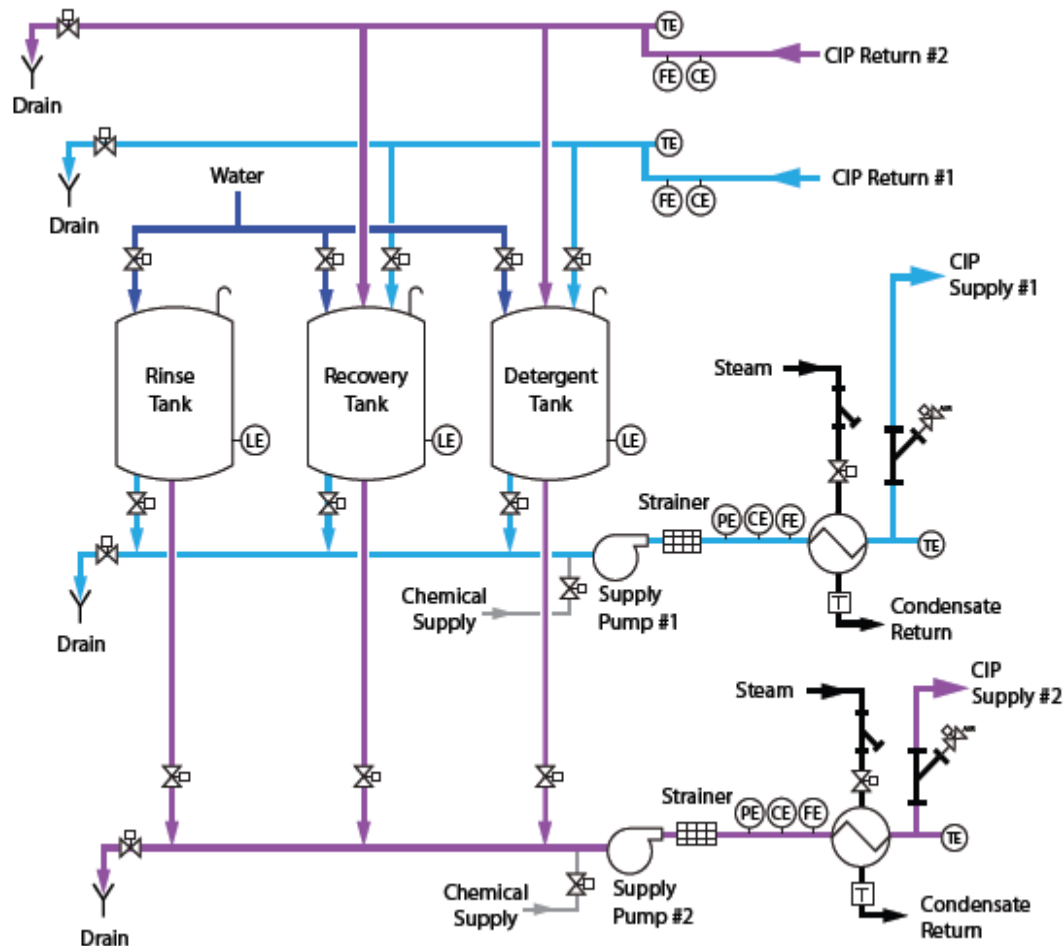 TE
CIP Return #2
FE CE
Drain
TE
Water
CIP Return #1
FE CE
Drain
CIP
Supply #1
Steam
Rinse
Tank
Recovery
Tank
Detergent
Tank
LE
LE
LE
Strainer
PE CE FE
TE
Chemical
Supply
Supply
Pump #1
Condensate
Return
Drain
T
CIP
Supply #2
Steam
Strainer
PE CE FE
TE
Chemical
Supply
Supply
Pump #2
T
Condensate
Return
Drain